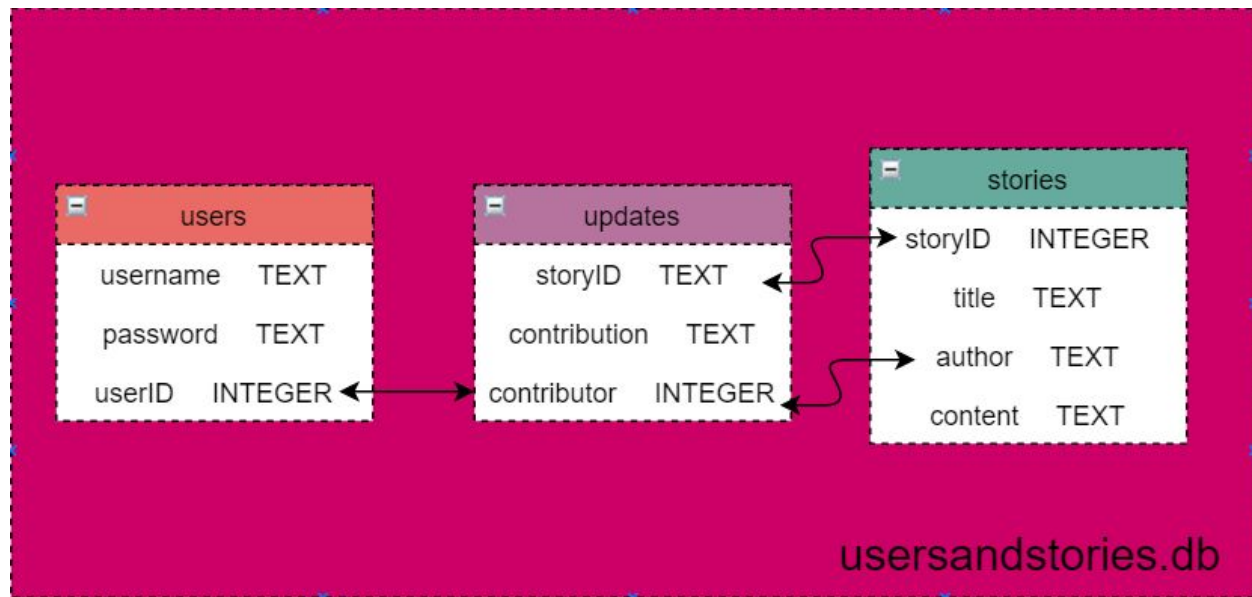 users
username TEXT
password TEXT
userID INTEGER
updates
storyID TEXT
contribution TEXT
contributor INTEGER
stories
storyID INTEGER
title TEXT
author TEXT
content TEXT
usersandstories.db